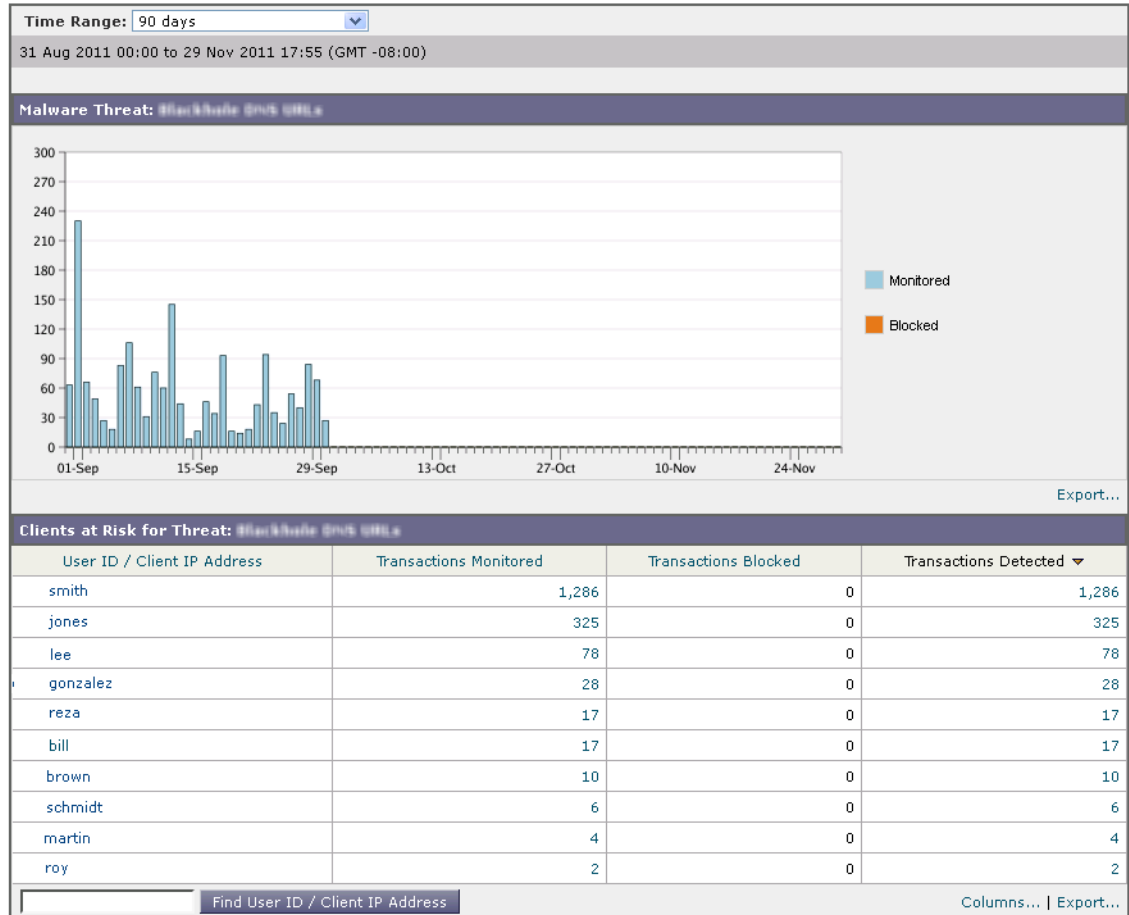 Time Range: 90 days
31 Aug 2011 00:00 to 29 Nov 2011 17:55 (GMT -08:00)
Malware Threat:
300
270
240
210
180
150
120
90
60
30
0
01-Sep 15-Sep 29-Sep 13-Oct 27-Oct 10-Nov 24-Nov
Monitored
Blocked
Export...
Clients at Risk for Threat:
User ID / Client IP Address Transactions Monitored Transactions Blocked Transactions Detected
smith 1,286 0 1,286
jones 325 0 325
lee 78 0 78
gonzalez 28 0 28
reza 17 0 17
bill 17 0 17
brown 10 0 10
schmidt 6 0 6
martin 4 0 4
roy 2 0 2
Find User ID / Client IP Address Columns... | Export...